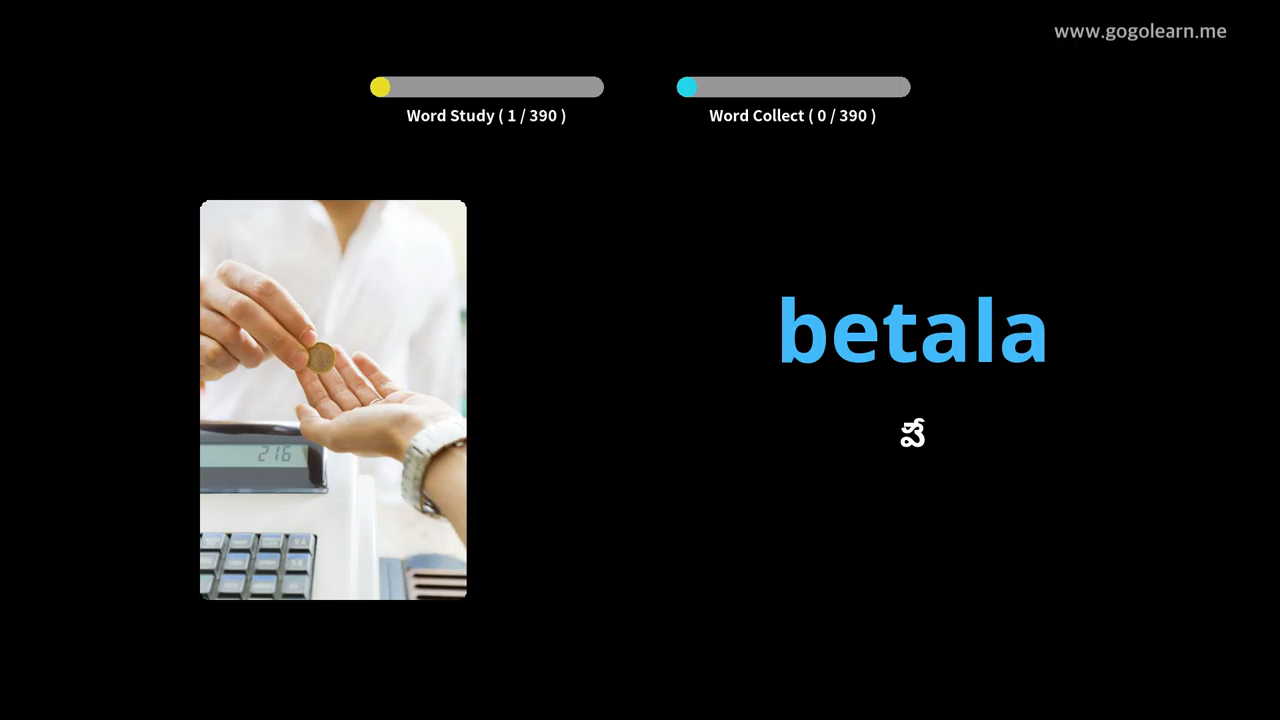 www.gogolearn.me
Word Study ( 1 / 390 )
Word Collect ( 0 / 390 )
betala
పే
216